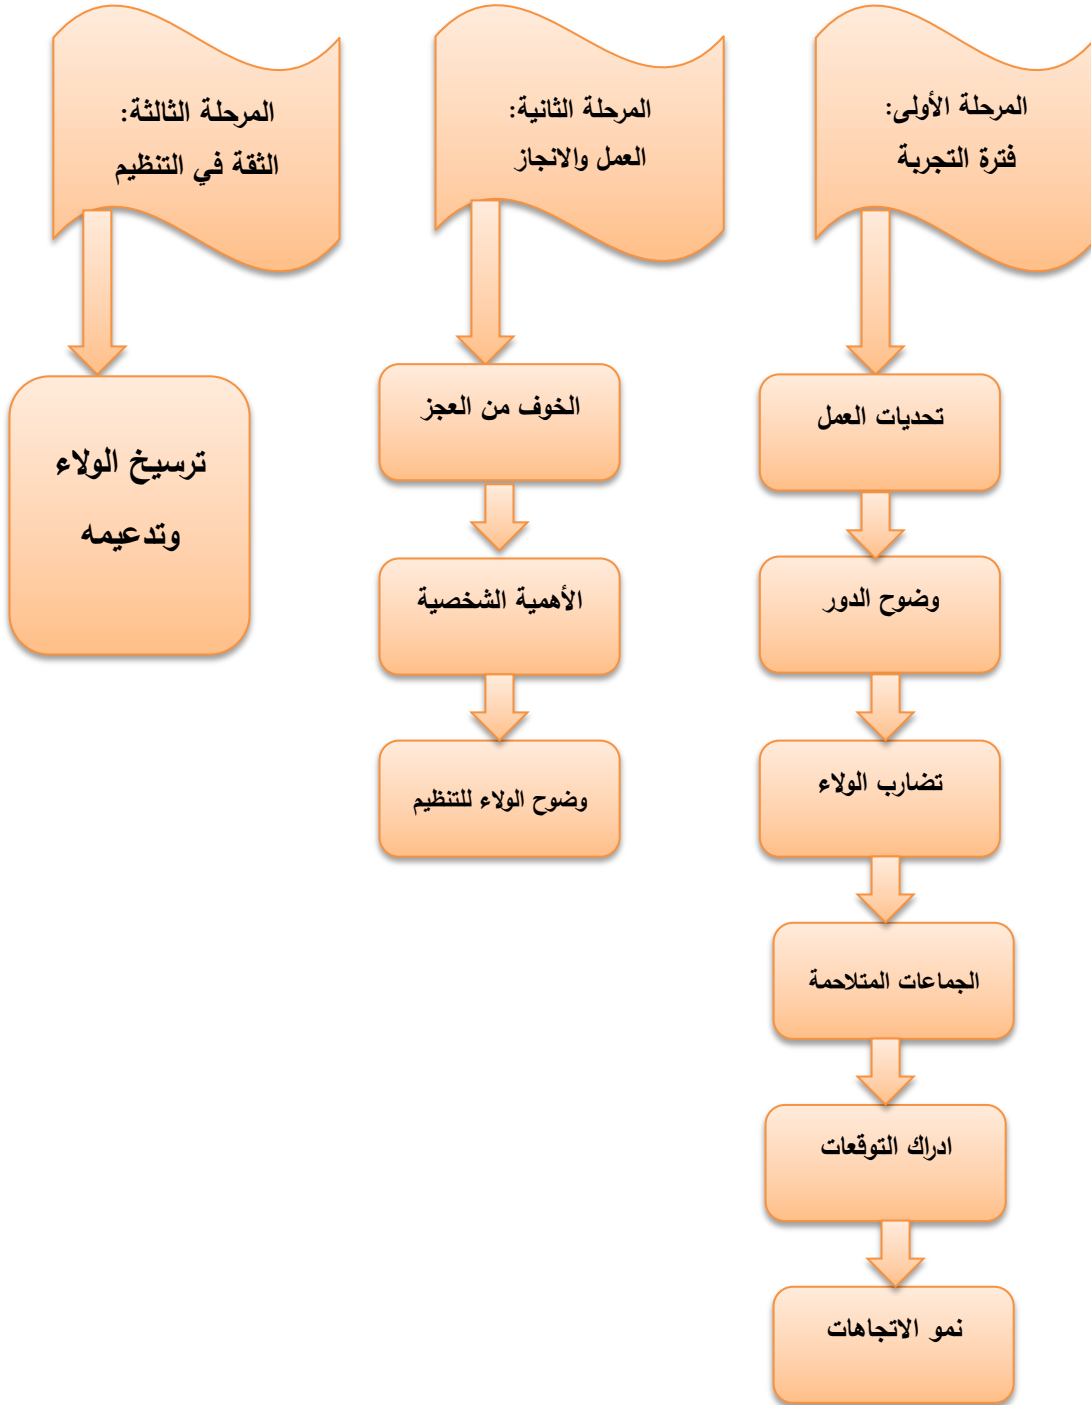 المرحلة الأولى:
فترة التجربة
تحديات العمل
وضوح الدور
تضارب الولاء
الجماعات المتلاحمة
ادراك التوقعات
نمو الاتجاهات
المرحلة الثانية:
العمل والانجاز
الخوف من العجز
الأهمية الشخصية
وضوح الولاء للتنظيم
المرحلة الثالثة:
الثقة في التنظيم
ترسيخ الولاء
وتدعيمه